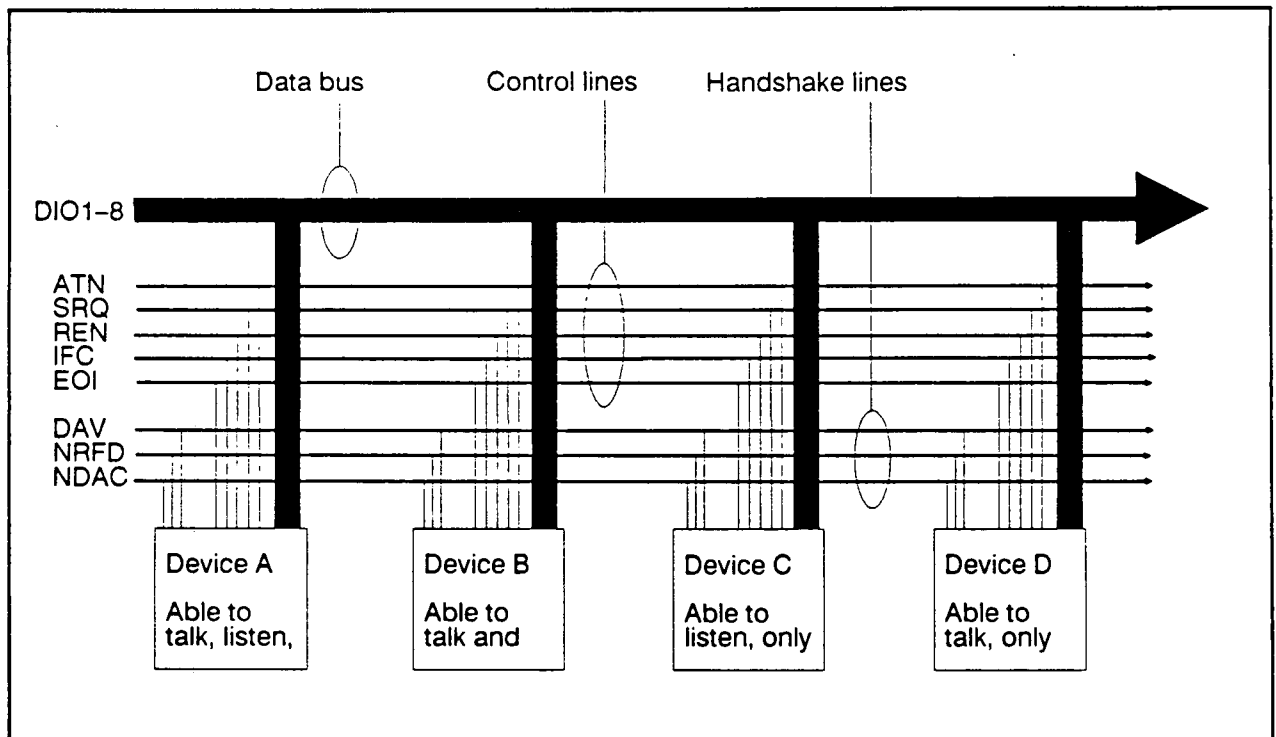 Data bus
Control lines
Handshake lines
DIO1–8
ATN
SRQ
REN
IFC
EOI
DAV
NRFD
NDAC
Device A
Able to
talk, listen,
Device B
Able to
talk and
Device C
Able to
listen, only
Device D
Able to
talk, only